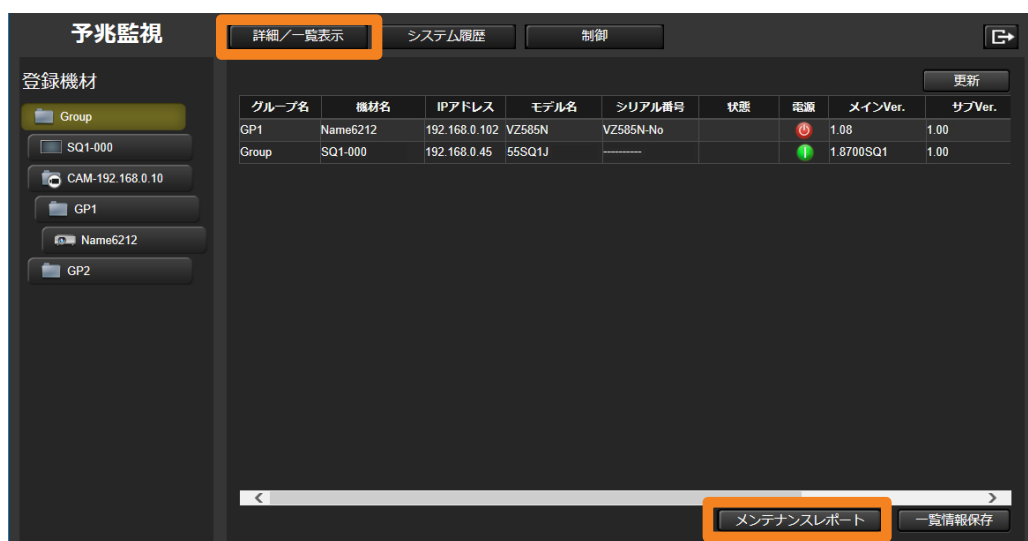 予兆監視
詳細／一覧表示 システム履歴 制御
登録機材
更新
Group
SQ1-000
CAM-192.168.0.10
GP1
Name6212
GP2
グループ名 機材名 IPアドレス モデル名 シリアル番号 状態 電源 メインVer. サブVer.
GP1 Name6212 192.168.0.102 VZ585N VZ585N-No 1.08 1.00
Group SQ1-000 192.168.0.45 55SQ1J ---------- 1.8700SQ1 1.00
メンテナンスレポート 一覧情報保存